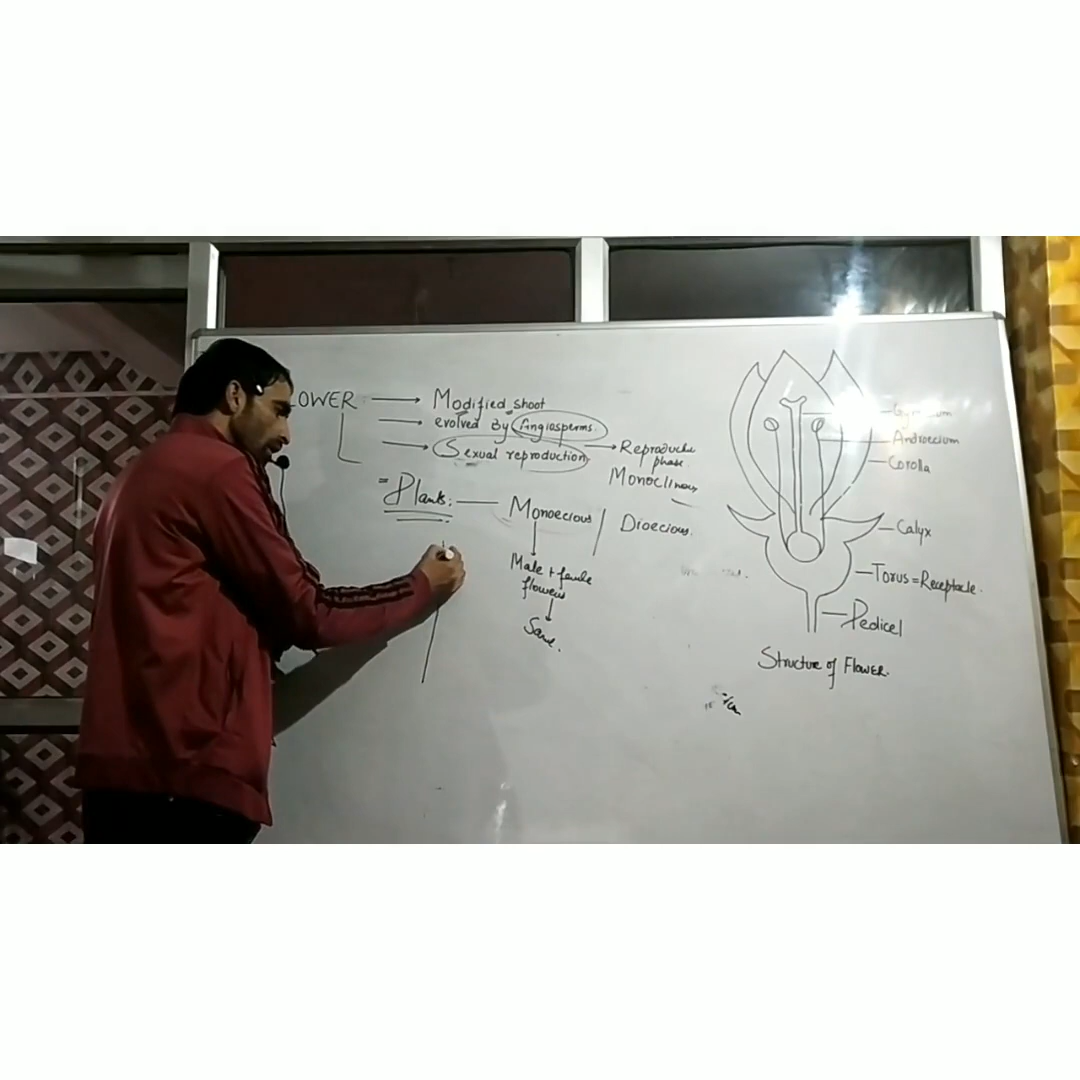 LOWER → Modified shoot
→ evolved By Angiosperms.
→ Sexual reproduction → Reproductive phase.
Monoclinous
= Plants: — Monoecious / Dioecious.
Male + female
flowers
Same.
Gynoecium
Androecium
Corolla
Calyx
Torus = Receptacle.
Pedicel
Structure of Flower.